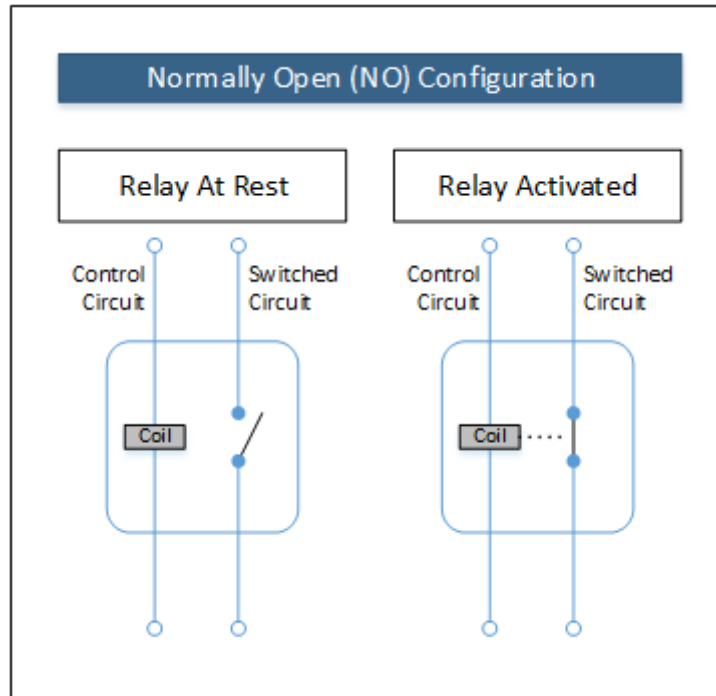 Normally Open (NO) Configuration
Relay At Rest
Relay Activated
Control
Circuit
Switched
Circuit
Control
Circuit
Switched
Circuit
Coil
Coil